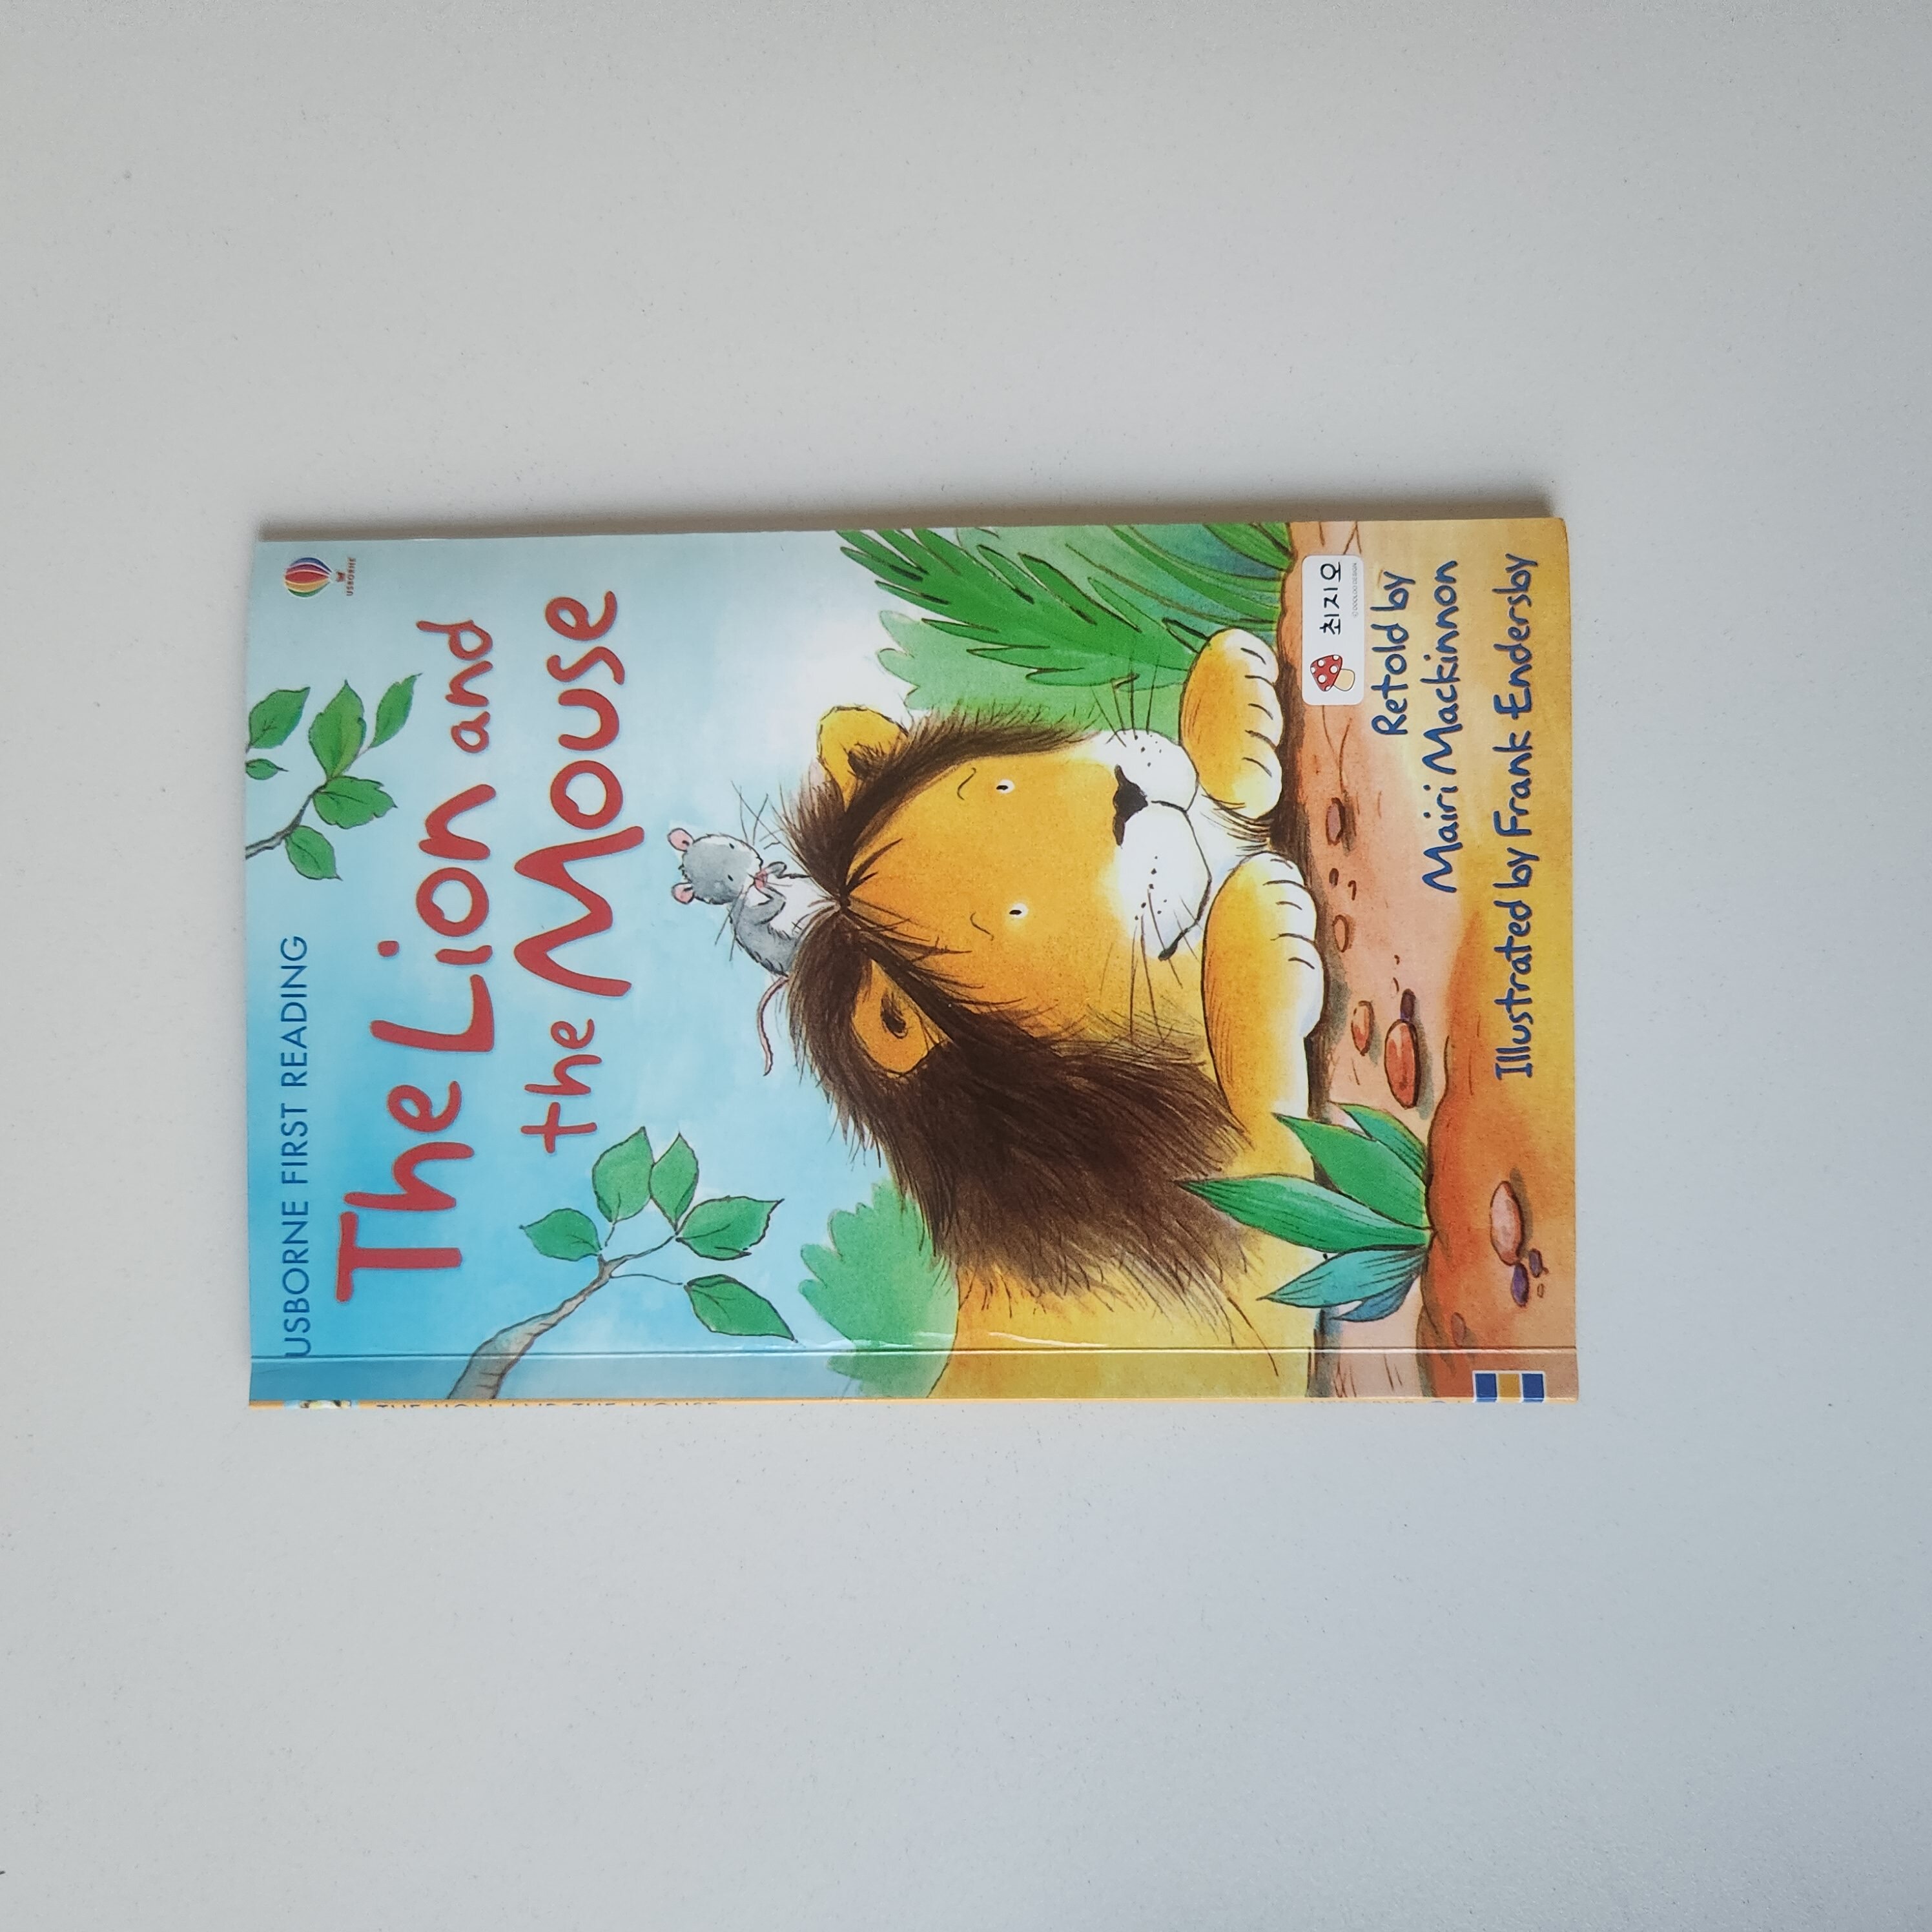 USBORNE FIRST READING
USBORNE
The Lion and
the Mouse
최지오
Retold by
Mairi Mackinnon
Illustrated by Frank Endersby